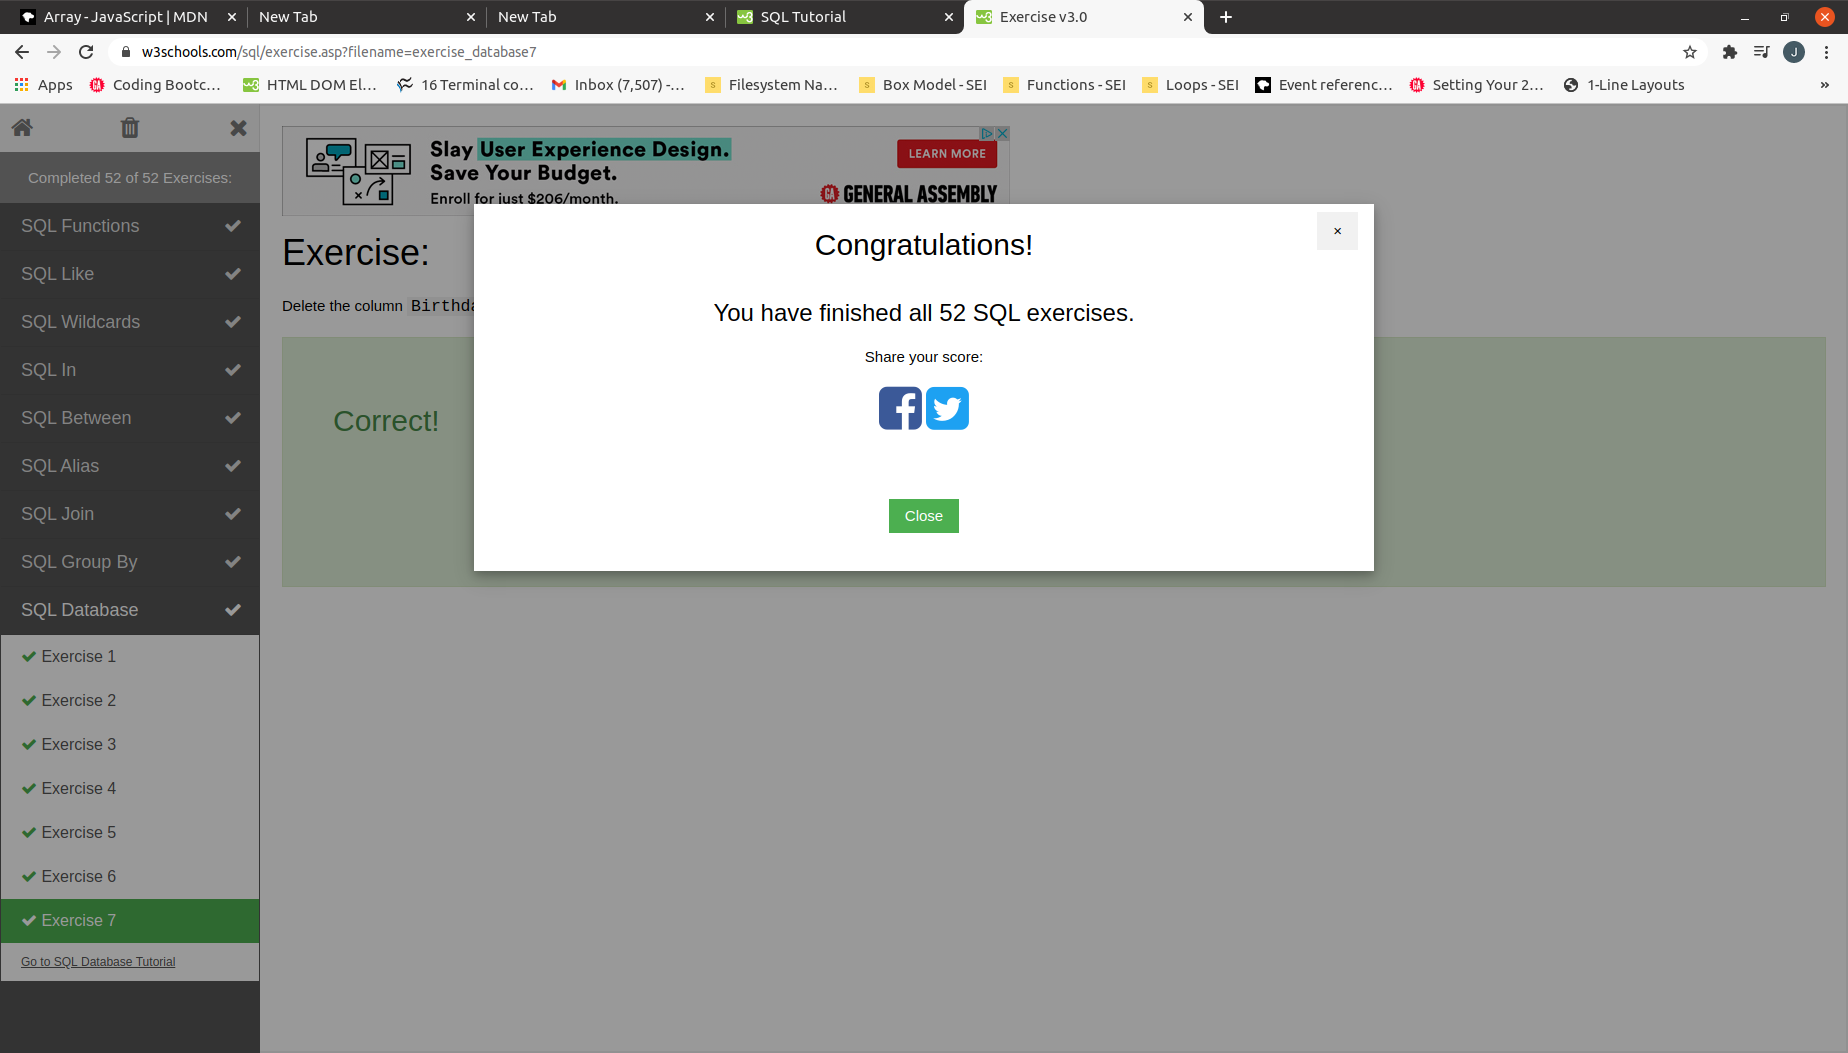 Array - JavaScript | MDN
New Tab
New Tab
SQL Tutorial
Exercise v3.0
w3schools.com/sql/exercise.asp?filename=exercise_database7
J
Apps
Coding Bootc…
HTML DOM El…
16 Terminal co…
Inbox (7,507) -…
Filesystem Na…
Box Model - SEI
Functions - SEI
Loops - SEI
Event referenc…
Setting Your 2…
1-Line Layouts
»
Completed 52 of 52 Exercises:
SQL Functions
SQL Like
SQL Wildcards
SQL In
SQL Between
SQL Alias
SQL Join
SQL Group By
SQL Database
Exercise 1
Exercise 2
Exercise 3
Exercise 4
Exercise 5
Exercise 6
Exercise 7
Go to SQL Database Tutorial
Slay User Experience Design.
Save Your Budget.
Enroll for just $206/month.
LEARN MORE
GA GENERAL ASSEMBLY
Exercise:
Delete the column Birthda
Correct!
×
Congratulations!
You have finished all 52 SQL exercises.
Share your score:
Close